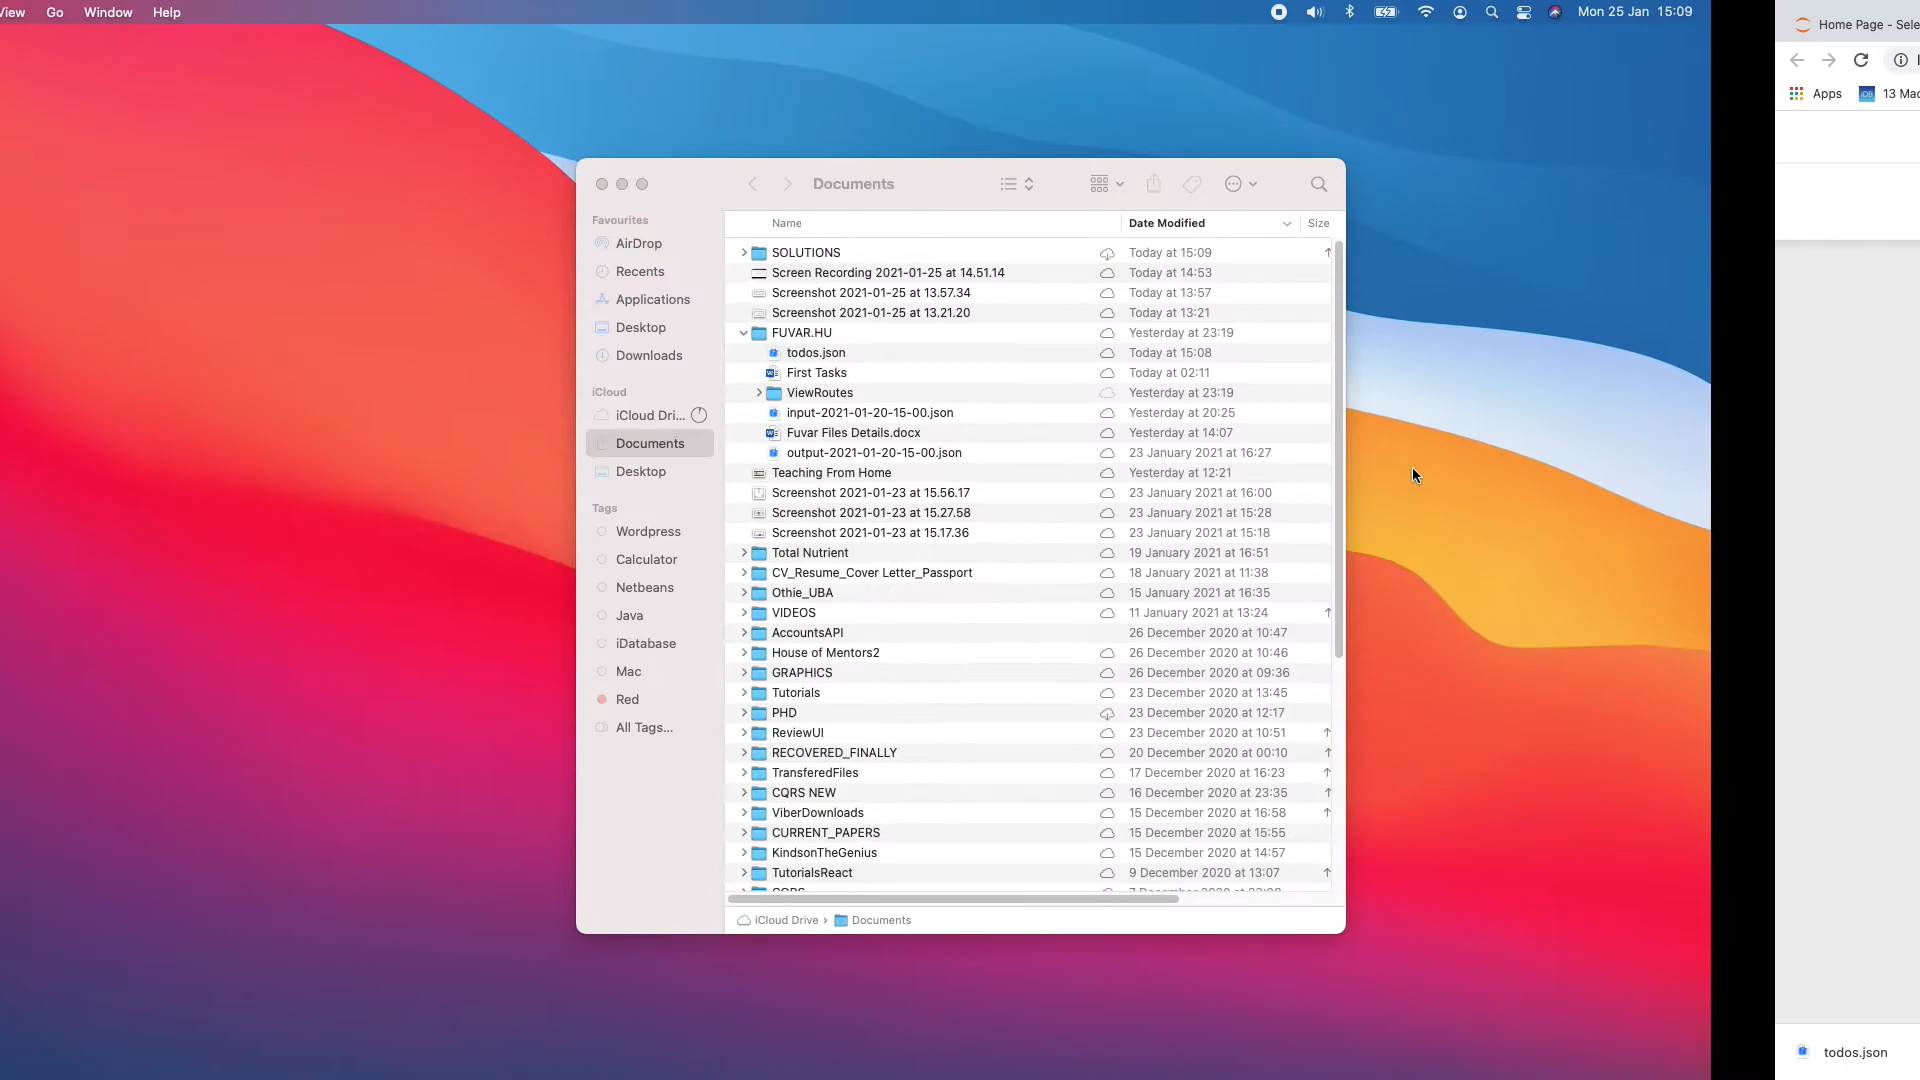 View Go Window Help Mon 25 Jan 15:09
Home Page - Sele
Apps
13 Mac
Documents
Favourites
AirDrop
Recents
Applications
Desktop
Downloads
iCloud
iCloud Dri...
Documents
Desktop
Tags
Wordpress
Calculator
Netbeans
Java
iDatabase
Mac
Red
All Tags...
Name Date Modified Size
SOLUTIONS Today at 15:09
Screen Recording 2021-01-25 at 14.51.14 Today at 14:53
Screenshot 2021-01-25 at 13.57.34 Today at 13:57
Screenshot 2021-01-25 at 13.21.20 Today at 13:21
FUVAR.HU Yesterday at 23:19
todos.json Today at 15:08
First Tasks Today at 02:11
ViewRoutes Yesterday at 23:19
input-2021-01-20-15-00.json Yesterday at 20:25
Fuvar Files Details.docx Yesterday at 14:07
output-2021-01-20-15-00.json 23 January 2021 at 16:27
Teaching From Home Yesterday at 12:21
Screenshot 2021-01-23 at 15.56.17 23 January 2021 at 16:00
Screenshot 2021-01-23 at 15.27.58 23 January 2021 at 15:28
Screenshot 2021-01-23 at 15.17.36 23 January 2021 at 15:18
Total Nutrient 19 January 2021 at 16:51
CV_Resume_Cover Letter_Passport 18 January 2021 at 11:38
Othie_UBA 15 January 2021 at 16:35
VIDEOS 11 January 2021 at 13:24
AccountsAPI 26 December 2020 at 10:47
House of Mentors2 26 December 2020 at 10:46
GRAPHICS 26 December 2020 at 09:36
Tutorials 23 December 2020 at 13:45
PHD 23 December 2020 at 12:17
ReviewUI 23 December 2020 at 10:51
RECOVERED_FINALLY 20 December 2020 at 00:10
TransferedFiles 17 December 2020 at 16:23
CQRS NEW 16 December 2020 at 23:35
ViberDownloads 15 December 2020 at 16:58
CURRENT_PAPERS 15 December 2020 at 15:55
KindsonTheGenius 15 December 2020 at 14:57
TutorialsReact 9 December 2020 at 13:07
iCloud Drive › Documents
todos.json